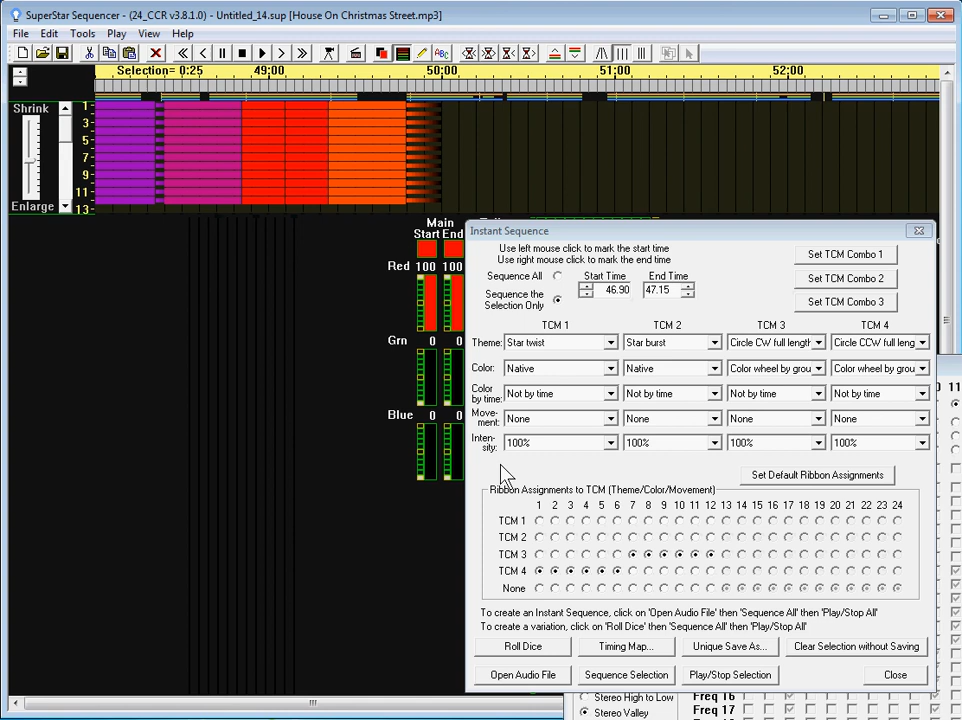 SuperStar Sequencer - (24_CCR v3.8.1.0) - Untitled_14.sup [House On Christmas Street.mp3]
File Edit Tools Play View Help
Selection= 0:25 49:00 50:00 51:00 52:00
Shrink
Enlarge
1
3
5
7
9
11
13
Main
Start End
Red 100 100
Grn 0 0
Blue 0 0
Instant Sequence
Use left mouse click to mark the start time
Use right mouse click to mark the end time
Sequence All
Sequence the
Selection Only
Start Time End Time
46.90 47.15
Set TCM Combo 1
Set TCM Combo 2
Set TCM Combo 3
TCM 1 TCM 2 TCM 3 TCM 4
Theme: Star twist Star burst Circle CW full length Circle CCW full leng
Color: Native Native Color wheel by grou Color wheel by grou
Color
by time: Not by time Not by time Not by time Not by time
Move-
ment: None None None None
Inten-
sity: 100% 100% 100% 100%
Set Default Ribbon Assignments
Ribbon Assignments to TCM (Theme/Color/Movement)
1 2 3 4 5 6 7 8 9 10 11 12 13 14 15 16 17 18 19 20 21 22 23 24
TCM 1
TCM 2
TCM 3
TCM 4
None
To create an Instant Sequence, click on 'Open Audio File' then 'Sequence All' then 'Play/Stop All'
To create a variation, click on 'Roll Dice' then 'Sequence All' then 'Play/Stop All'
Roll Dice Timing Map... Unique Save As... Clear Selection without Saving
Open Audio File Sequence Selection Play/Stop Selection Close
Stereo High to Low
Stereo Valley
Freq 16
Freq 17